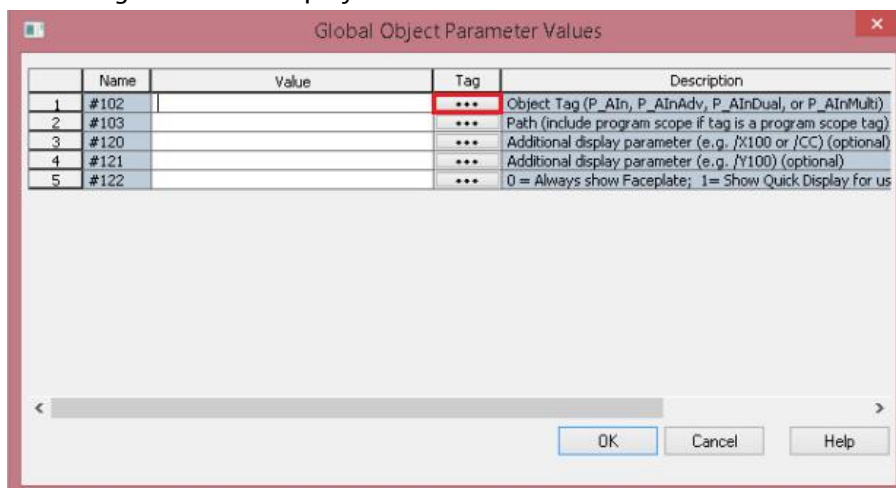 Global Object Parameter Values
Name Value Tag Description
1 #102 ••• Object Tag (P_AIn, P_AInAdv, P_AInDual, or P_AInMulti)
2 #103 ••• Path (include program scope if tag is a program scope tag)
3 #120 ••• Additional display parameter (e.g. /X100 or /CC) (optional)
4 #121 ••• Additional display parameter (e.g. /Y100) (optional)
5 #122 ••• 0 = Always show Faceplate; 1= Show Quick Display for us
OK Cancel Help